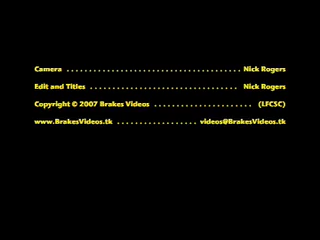 Camera ....................................... Nick Rogers
Edit and Titles ................................. Nick Rogers
Copyright © 2007 Brakes Videos ...................... (LFCSC)
www.BrakesVideos.tk .................. videos@BrakesVideos.tk